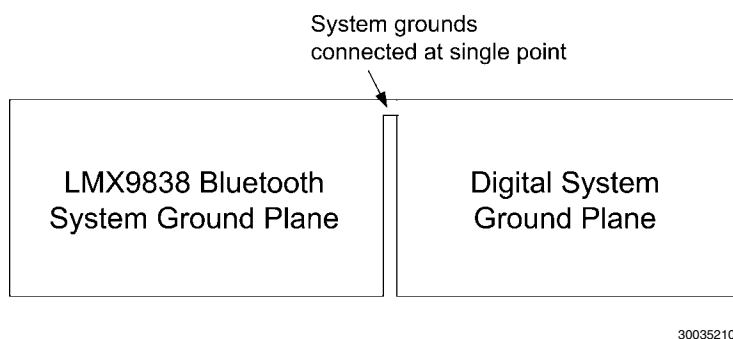 System grounds
connected at single point
LMX9838 Bluetooth
System Ground Plane
Digital System
Ground Plane
30035210